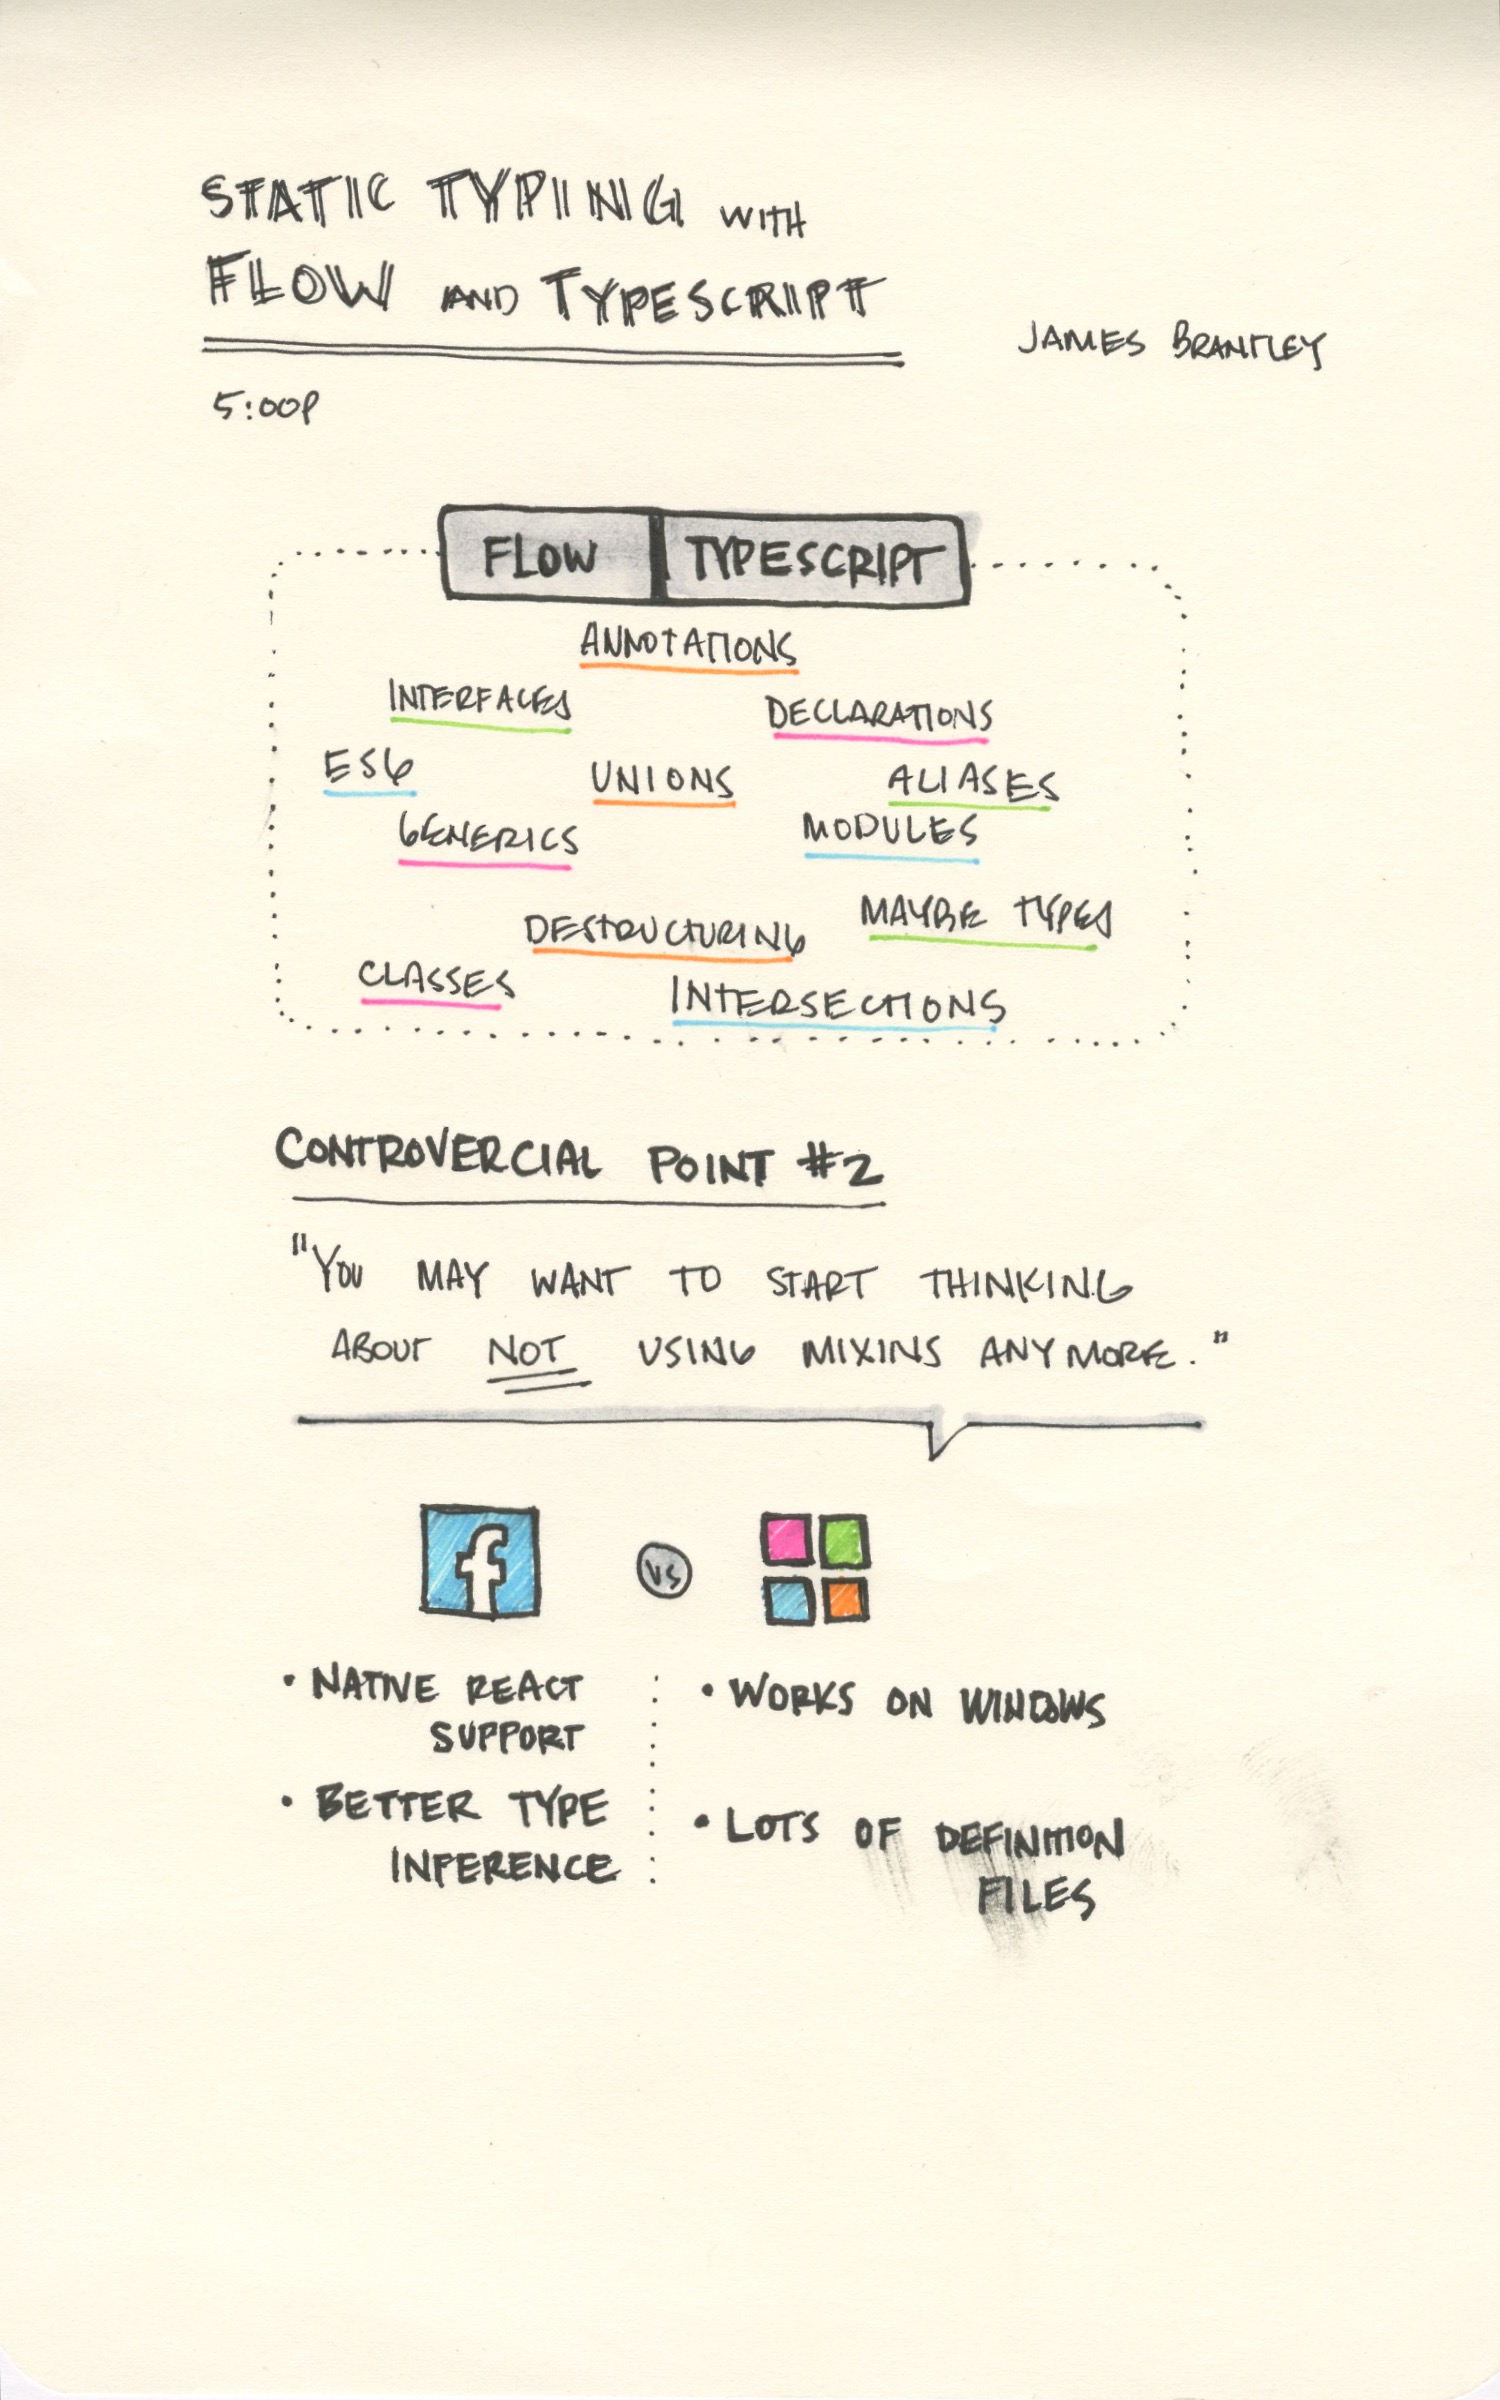 STATIC TYPING WITH
FLOW AND TYPESCRIPT
JAMES BRANTLEY
5:00P
FLOW TYPESCRIPT
ANNOTATIONS
INTERFACES DECLARATIONS
ES6 UNIONS ALIASES
GENERICS MODULES
DESTRUCTURING MAYBE TYPES
CLASSES INTERSECTIONS
CONTROVERCIAL POINT #2
"YOU MAY WANT TO START THINKING
ABOUT NOT USING MIXINS ANYMORE."
f VS
• NATIVE REACT
SUPPORT
• BETTER TYPE
INFERENCE
• WORKS ON WINDOWS
• LOTS OF DEFINITION
FILES